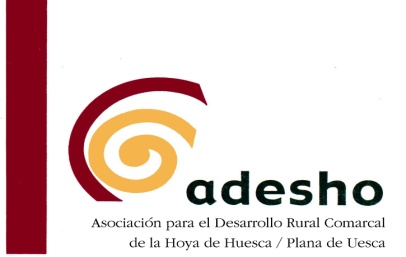 adesho
Asociación para el Desarrollo Rural Comarcal
de la Hoya de Huesca / Plana de Uesca